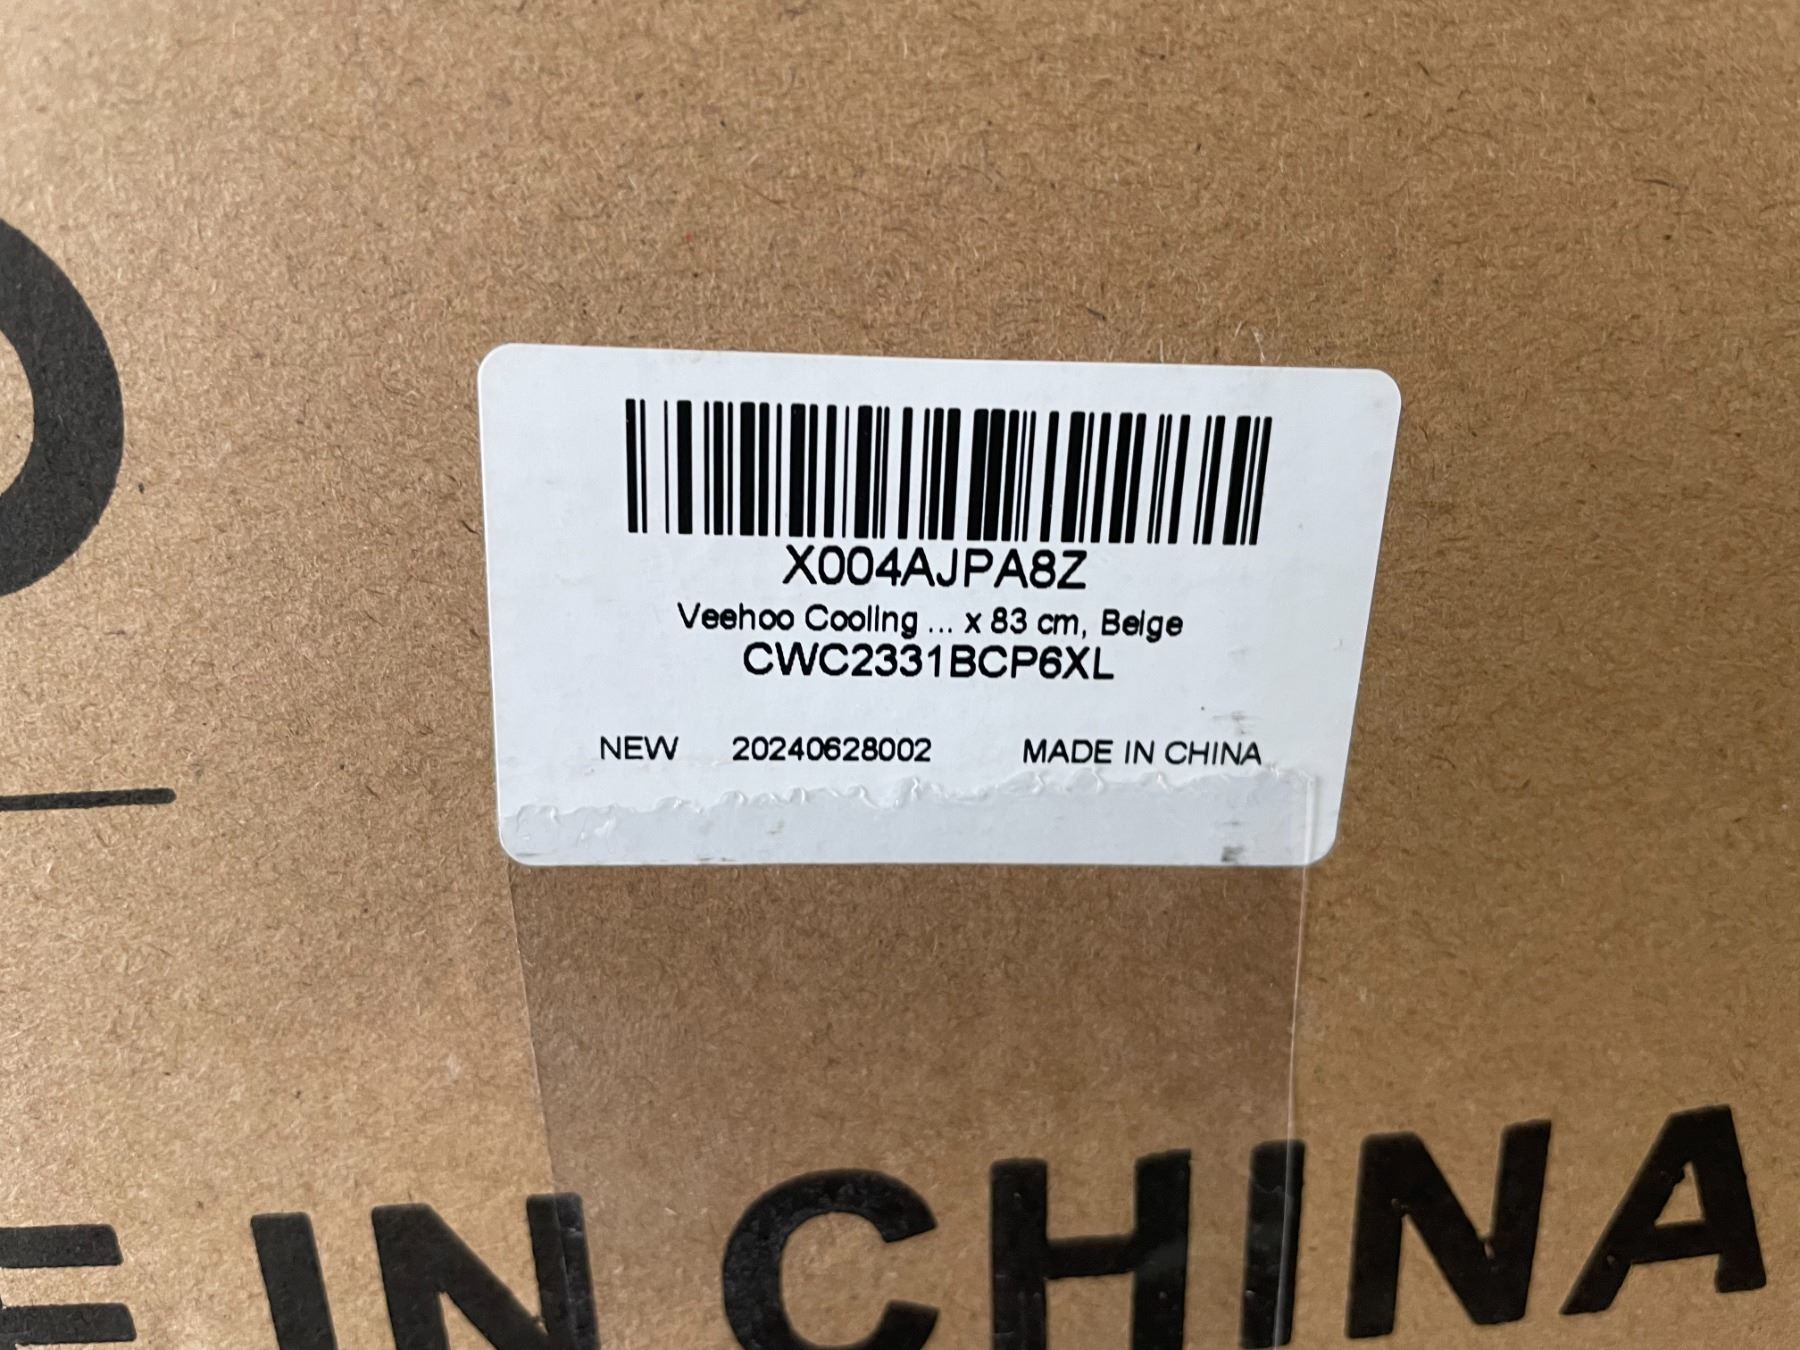 X004AJPA8Z
Veehoo Cooling ... x 83 cm, Beige
CWC2331BCP6XL
NEW 20240628002 MADE IN CHINA
IN CHINA